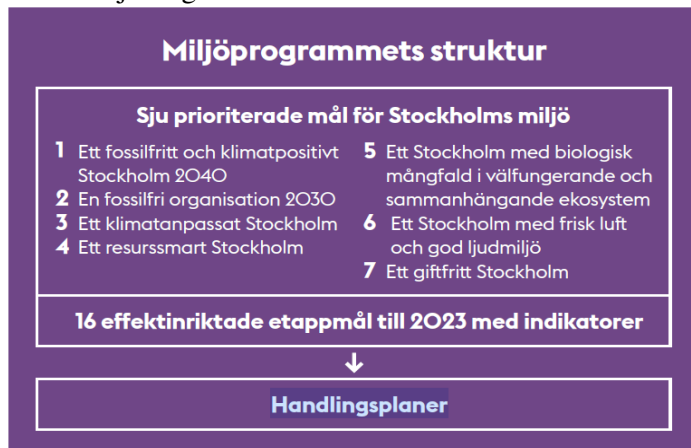 Miljöprogrammets struktur
Sju prioriterade mål för Stockholms miljö
1 Ett fossilfritt och klimatpositivt
Stockholm 2040
2 En fossilfri organisation 2030
3 Ett klimatanpassat Stockholm
4 Ett resurssmart Stockholm
5 Ett Stockholm med biologisk
mångfald i välfungerande och
sammanhängande ekosystem
6 Ett Stockholm med frisk luft
och god ljudmiljö
7 Ett giftfritt Stockholm
16 effektinriktade etappmål till 2023 med indikatorer
Handlingsplaner